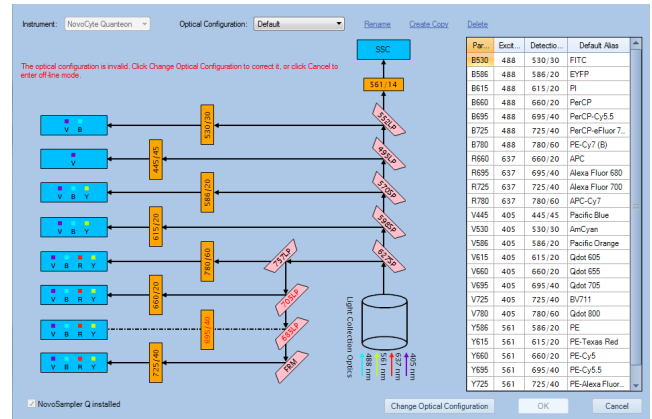 Instrument: NovoCyte Quanteon Optical Configuration: Default Rename Create Copy Delete
The optical configuration is invalid. Click Change Optical Configuration to correct it, or click Cancel to
enter off-line mode.
SSC
561/14
552LP
530/30
V B
495LP
445/45
V
570SP
586/20
V B Y
598SP
615/20
V B Y
627SP
757LP
780/60
V B R Y
705LP
660/20
V B R Y
685LP
695/40
V B R Y
FRM
725/40
V B R Y
Light Collection Optics
488 nm
561 nm
637 nm
405 nm
Par... Excit... Detectio... Default Alias
B530 488 530/30 FITC
B586 488 586/20 EYFP
B615 488 615/20 PI
B660 488 660/20 PerCP
B695 488 695/40 PerCP-Cy5.5
B725 488 725/40 PerCP-eFluor 7...
B780 488 780/60 PE-Cy7 (B)
R660 637 660/20 APC
R695 637 695/40 Alexa Fluor 680
R725 637 725/40 Alexa Fluor 700
R780 637 780/60 APC-Cy7
V445 405 445/45 Pacific Blue
V530 405 530/30 AmCyan
V586 405 586/20 Pacific Orange
V615 405 615/20 Qdot 605
V660 405 660/20 Qdot 655
V695 405 695/40 Qdot 705
V725 405 725/40 BV711
V780 405 780/60 Qdot 800
Y586 561 586/20 PE
Y615 561 615/20 PE-Texas Red
Y660 561 660/20 PE-Cy5
Y695 561 695/40 PE-Cy5.5
Y725 561 725/40 PE-Alexa Fluor...
NovoSampler Q installed
Change Optical Configuration OK Cancel